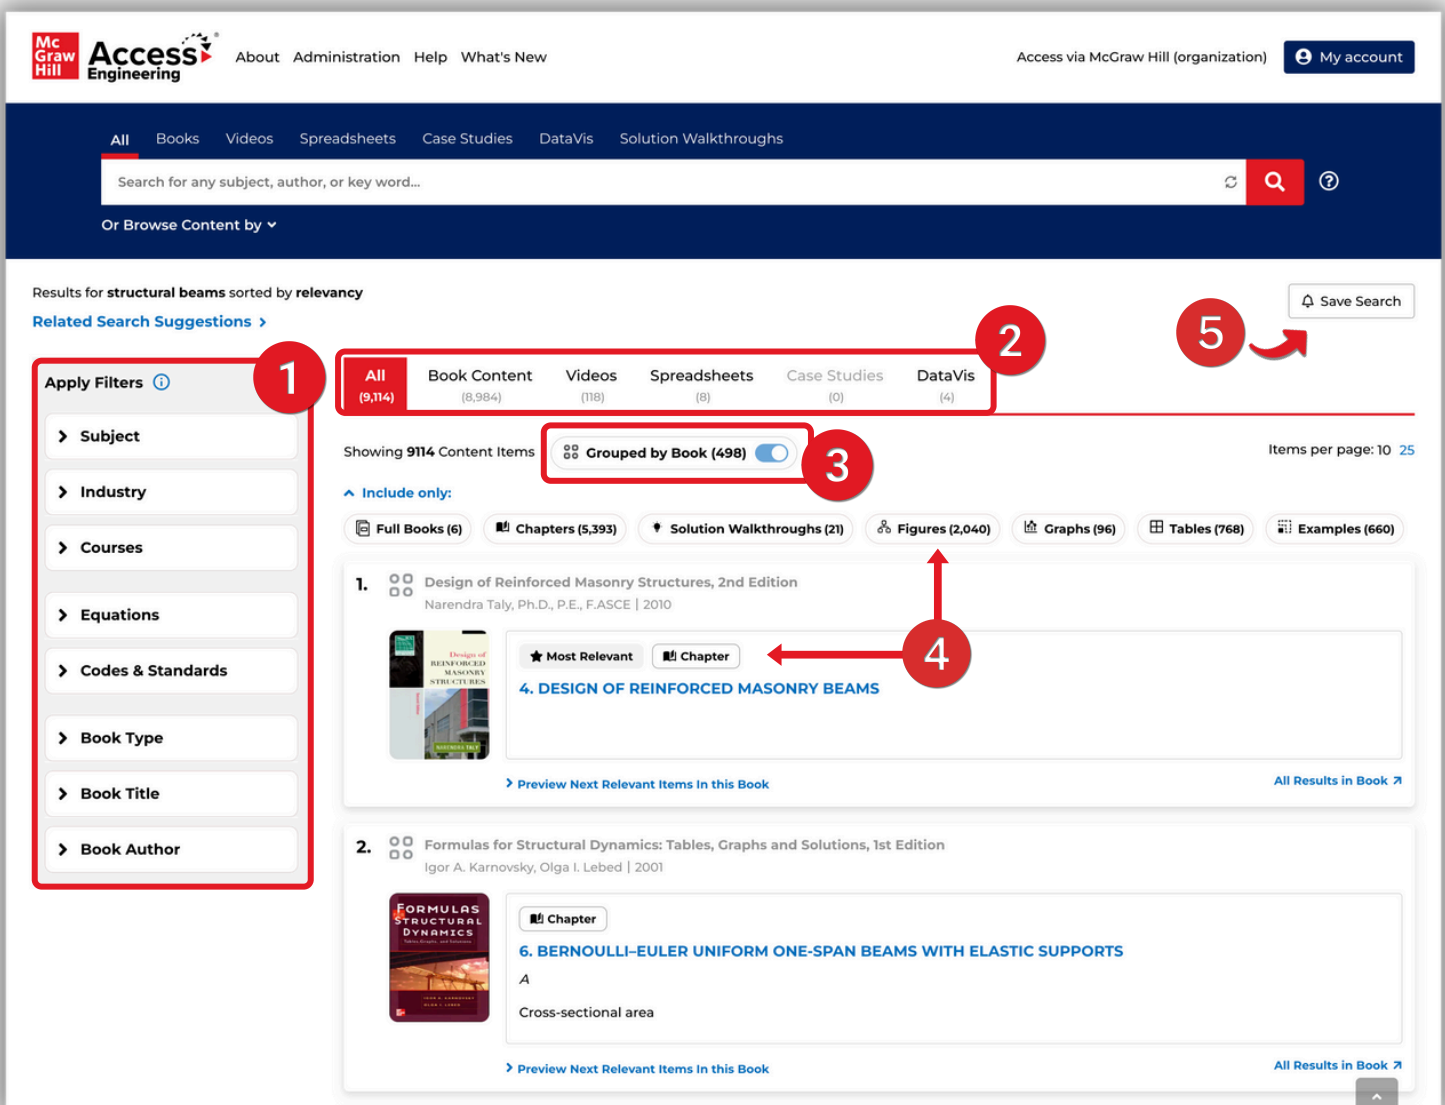 Mc
Graw
Hill
Access
Engineering
About Administration Help What's New
Access via McGraw Hill (organization)
My account
All Books Videos Spreadsheets Case Studies DataVis Solution Walkthroughs
Search for any subject, author, or key word...
Or Browse Content by
Results for structural beams sorted by relevancy
Save Search
Related Search Suggestions
5
2
1
Apply Filters
Subject
Industry
Courses
Equations
Codes & Standards
Book Type
Book Title
Book Author
All Book Content Videos Spreadsheets Case Studies DataVis
(9,114) (8,984) (118) (8) (0) (4)
Showing 9114 Content Items
Grouped by Book (498)
3
Items per page: 10 25
Include only:
Full Books (6) Chapters (5,393) Solution Walkthroughs (21) Figures (2,040) Graphs (96) Tables (768) Examples (660)
1. Design of Reinforced Masonry Structures, 2nd Edition
Narendra Taly, Ph.D., P.E., F.ASCE | 2010
Design of
REINFORCED
MASONRY
STRUCTURES
NARENDRA TALY
Most Relevant Chapter
4
4. DESIGN OF REINFORCED MASONRY BEAMS
Preview Next Relevant Items In this Book
All Results in Book
2. Formulas for Structural Dynamics: Tables, Graphs and Solutions, 1st Edition
Igor A. Karnovsky, Olga I. Lebed | 2001
FORMULAS
STRUCTURAL
DYNAMICS
Tables, Graphs, and Solutions
IGOR A. KARNOVSKY
OLGA I. LEBED
Chapter
6. BERNOULLI–EULER UNIFORM ONE-SPAN BEAMS WITH ELASTIC SUPPORTS
A
Cross-sectional area
Preview Next Relevant Items In this Book
All Results in Book